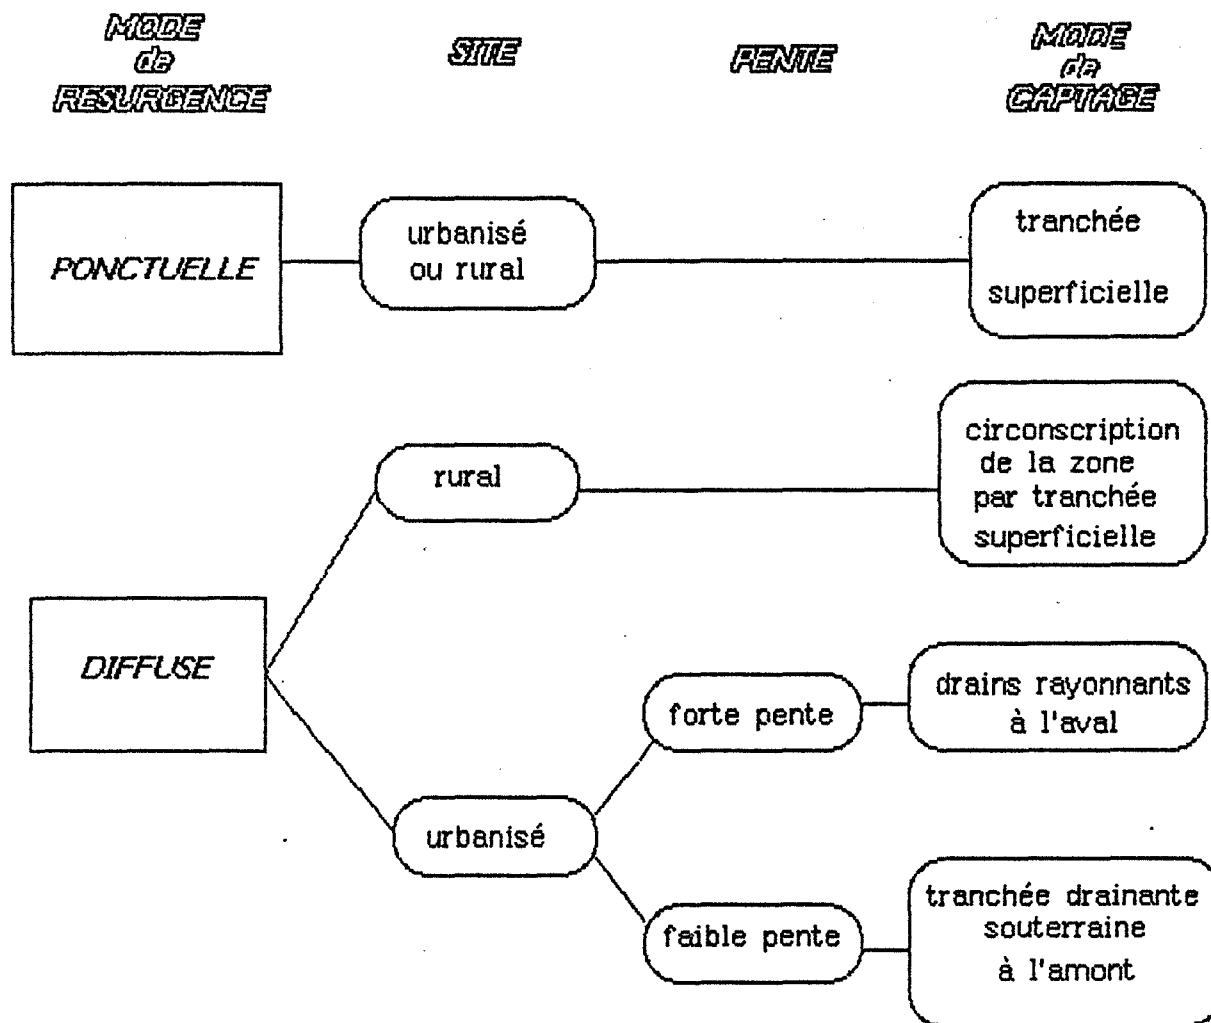 MODE
de
RESURGENCE
SITE
PENTE
MODE
de
CAPTAGE
PONCTUELLE
urbanisé
ou rural
tranchée
superficielle
rural
circonscription
de la zone
par tranchée
superficielle
DIFFUSE
forte pente
drains rayonnants
à l'aval
urbanisé
faible pente
tranchée drainante
souterraine
à l'amont